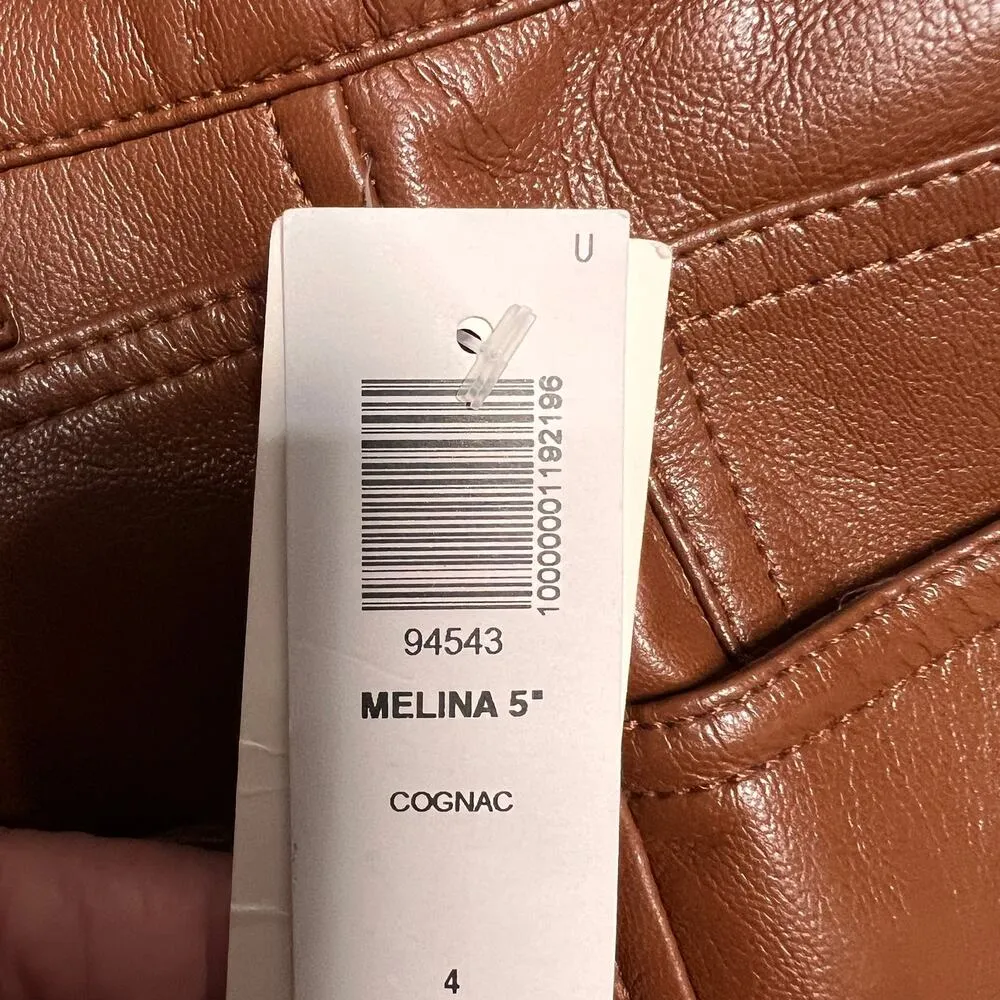 U
10000001192196
94543
MELINA 5"
COGNAC
4